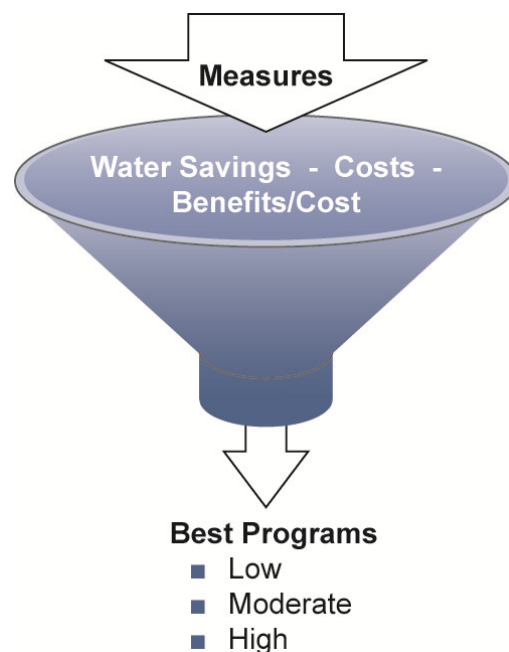 Measures
Water Savings - Costs -
Benefits/Cost
Best Programs
Low
Moderate
High